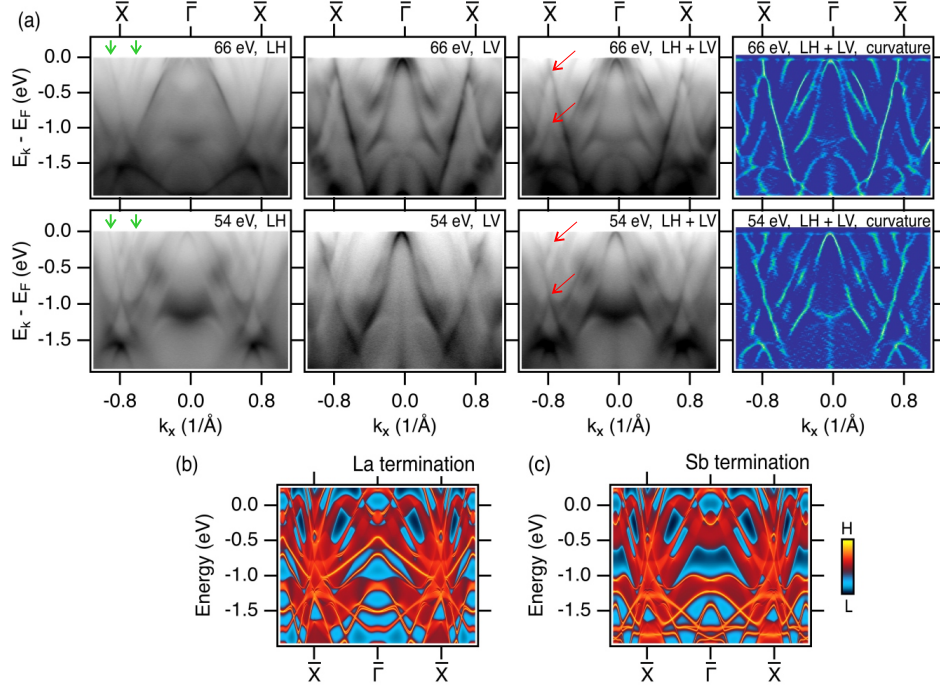 X̅ Γ̅ X̅ X̅ Γ̅ X̅
(a)
66 eV, LH
66 eV, LV
66 eV, LH + LV
66 eV, LH + LV, curvature
E_k - E_F (eV)
0.0
-0.5
-1.0
-1.5
54 eV, LH
54 eV, LV
54 eV, LH + LV
54 eV, LH + LV, curvature
E_k - E_F (eV)
0.0
-0.5
-1.0
-1.5
-0.8 0.0 0.8 -0.8 0.0 0.8 -0.8 0.0 0.8 -0.8 0.0 0.8
k_x (1/Å) k_x (1/Å) k_x (1/Å) k_x (1/Å)
(b)
La termination
Energy (eV)
0.0
-0.5
-1.0
-1.5
X̅ Γ̅ X̅
(c)
Sb termination
Energy (eV)
0.0
-0.5
-1.0
-1.5
X̅ Γ̅ X̅
H
L